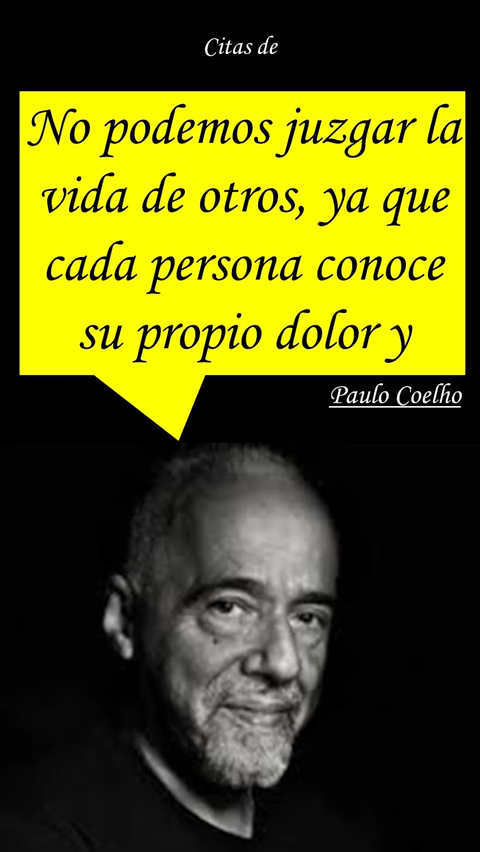 Citas de
No podemos juzgar la
vida de otros, ya que
cada persona conoce
su propio dolor y
Paulo Coelho